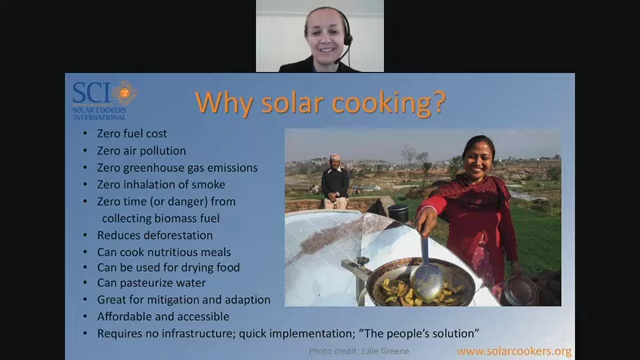 SCI
SOLAR COOKERS
INTERNATIONAL
Why solar cooking?
• Zero fuel cost
• Zero air pollution
• Zero greenhouse gas emissions
• Zero inhalation of smoke
• Zero time (or danger) from
collecting biomass fuel
• Reduces deforestation
• Can cook nutritious meals
• Can be used for drying food
• Can pasteurize water
• Great for mitigation and adaption
• Affordable and accessible
• Requires no infrastructure; quick implementation; “The people’s solution”
Photo credit: Julie Greene
www.solarcookers.org